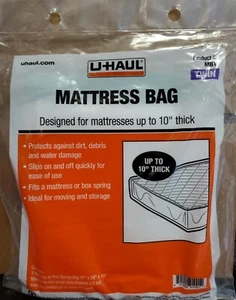 uhaul.com
U-HAUL
TWIN
MATTRESS BAG
Designed for mattresses up to 10" thick
• Protects against dirt, debris
and water damage
• Slips on and off quickly for
ease of use
• Fits a mattress or box spring
• Ideal for moving and storage
UP TO
10" THICK